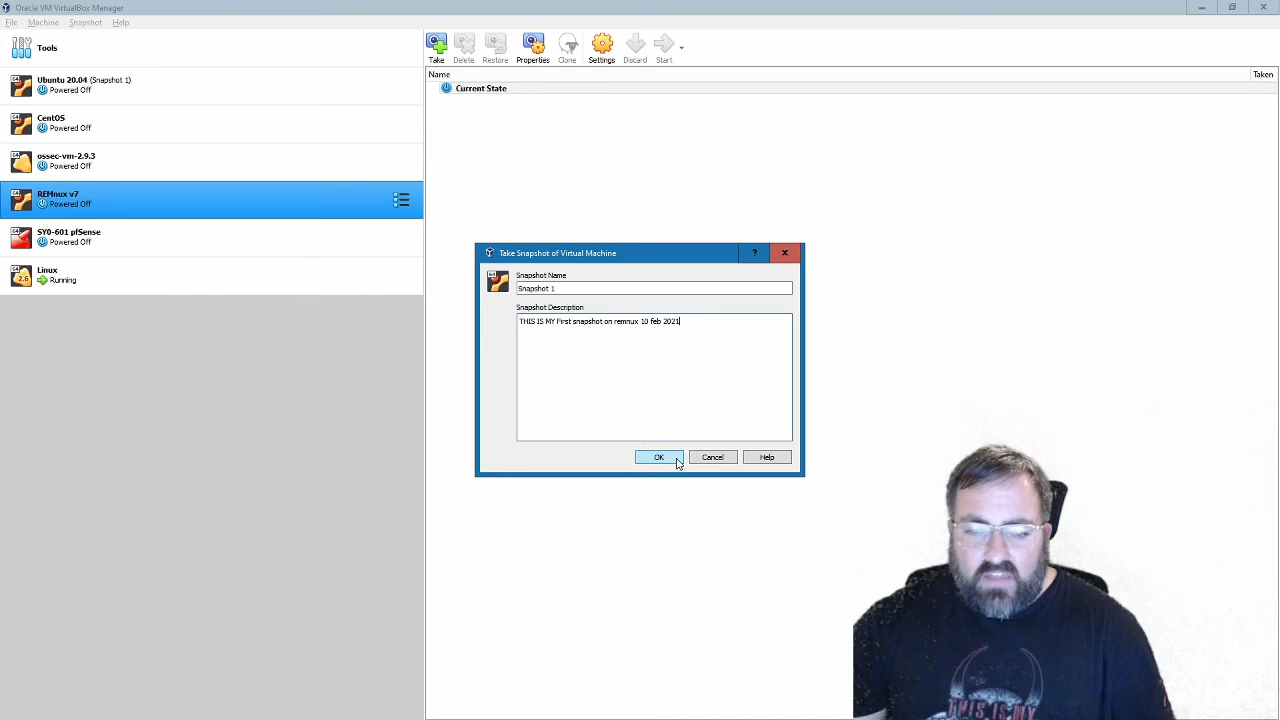 Oracle VM VirtualBox Manager
File Machine Snapshot Help
Tools
Ubuntu 20.04 (Snapshot 1)
Powered Off
CentOS
Powered Off
ossec-vm-2.9.3
Powered Off
REMnux v7
Powered Off
SY0-601 pfSense
Powered Off
Linux
Running
Take Delete Restore Properties Clone Settings Discard Start
Name Taken
Current State
Take Snapshot of Virtual Machine ?
Snapshot Name
Snapshot 1
Snapshot Description
THIS IS MY First snapshot on remnux 10 feb 2021
OK Cancel Help
THIS IS MY